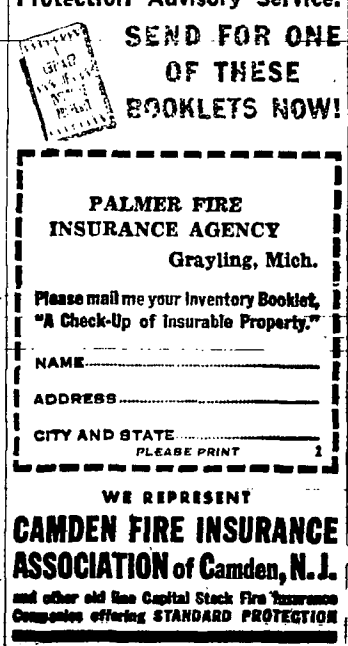 Protection Advisory Service.
SEND FOR ONE
OF THESE
BOOKLETS NOW!
PALMER FIRE
INSURANCE AGENCY
Grayling, Mich.
Please mail me your Inventory Booklet,
"A Check-Up of Insurable Property."
NAME
ADDRESS
CITY AND STATE
PLEASE PRINT 1
WE REPRESENT
CAMDEN FIRE INSURANCE
ASSOCIATION of Camden, N.J.
and other old line Capital Stock Fire Insurance
Companies offering STANDARD PROTECTION